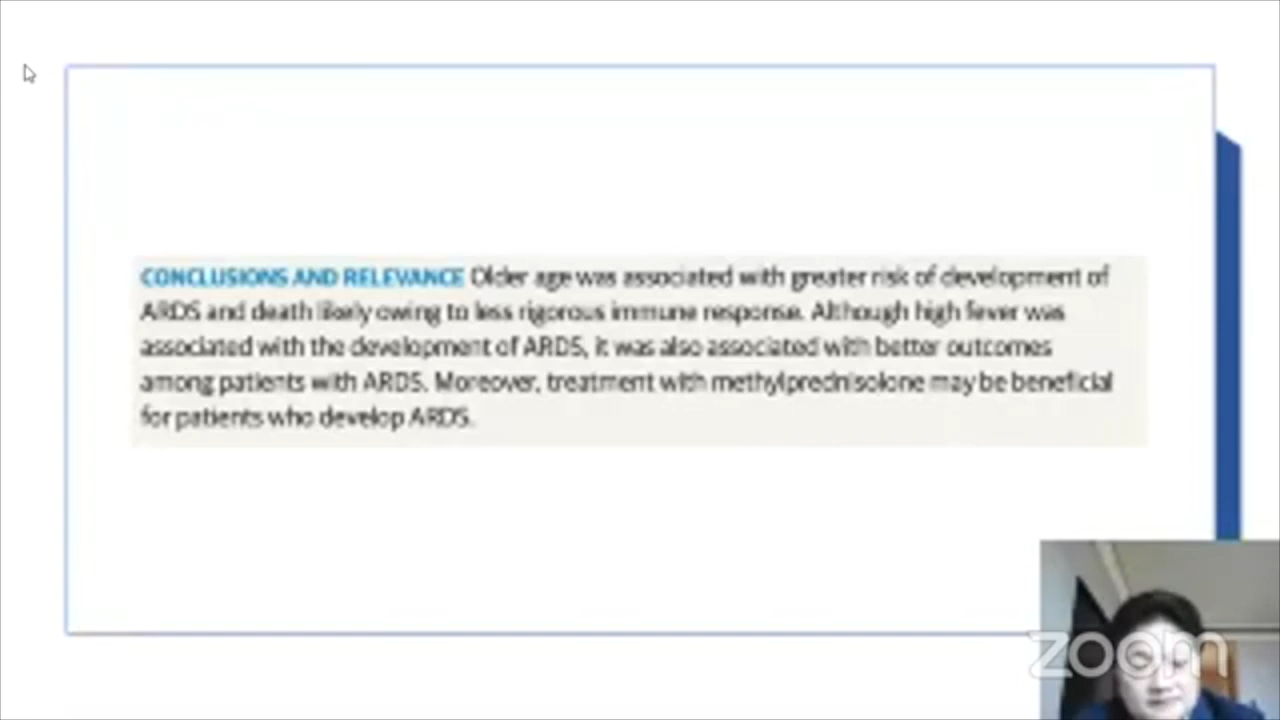 CONCLUSIONS AND RELEVANCE Older age was associated with greater risk of development of
ARDS and death likely owing to less rigorous immune response. Although high fever was
associated with the development of ARDS, it was also associated with better outcomes
among patients with ARDS. Moreover, treatment with methylprednisolone may be beneficial
for patients who develop ARDS.
zoom